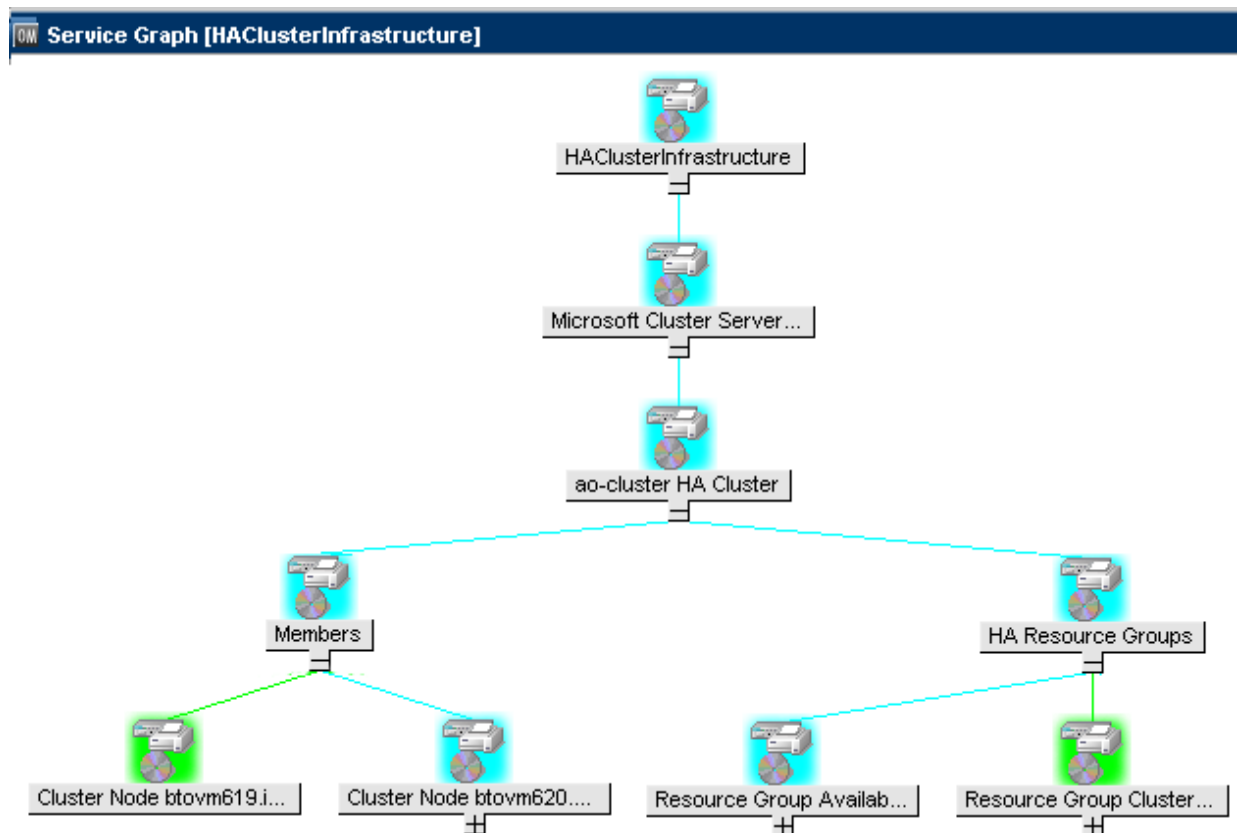 OM Service Graph [HAClusterInfrastructure]
HAClusterInfrastructure
Microsoft Cluster Server...
ao-cluster HA Cluster
Members
HA Resource Groups
Cluster Node btovm619.i...
Cluster Node btovm620....
Resource Group Availab...
Resource Group Cluster...